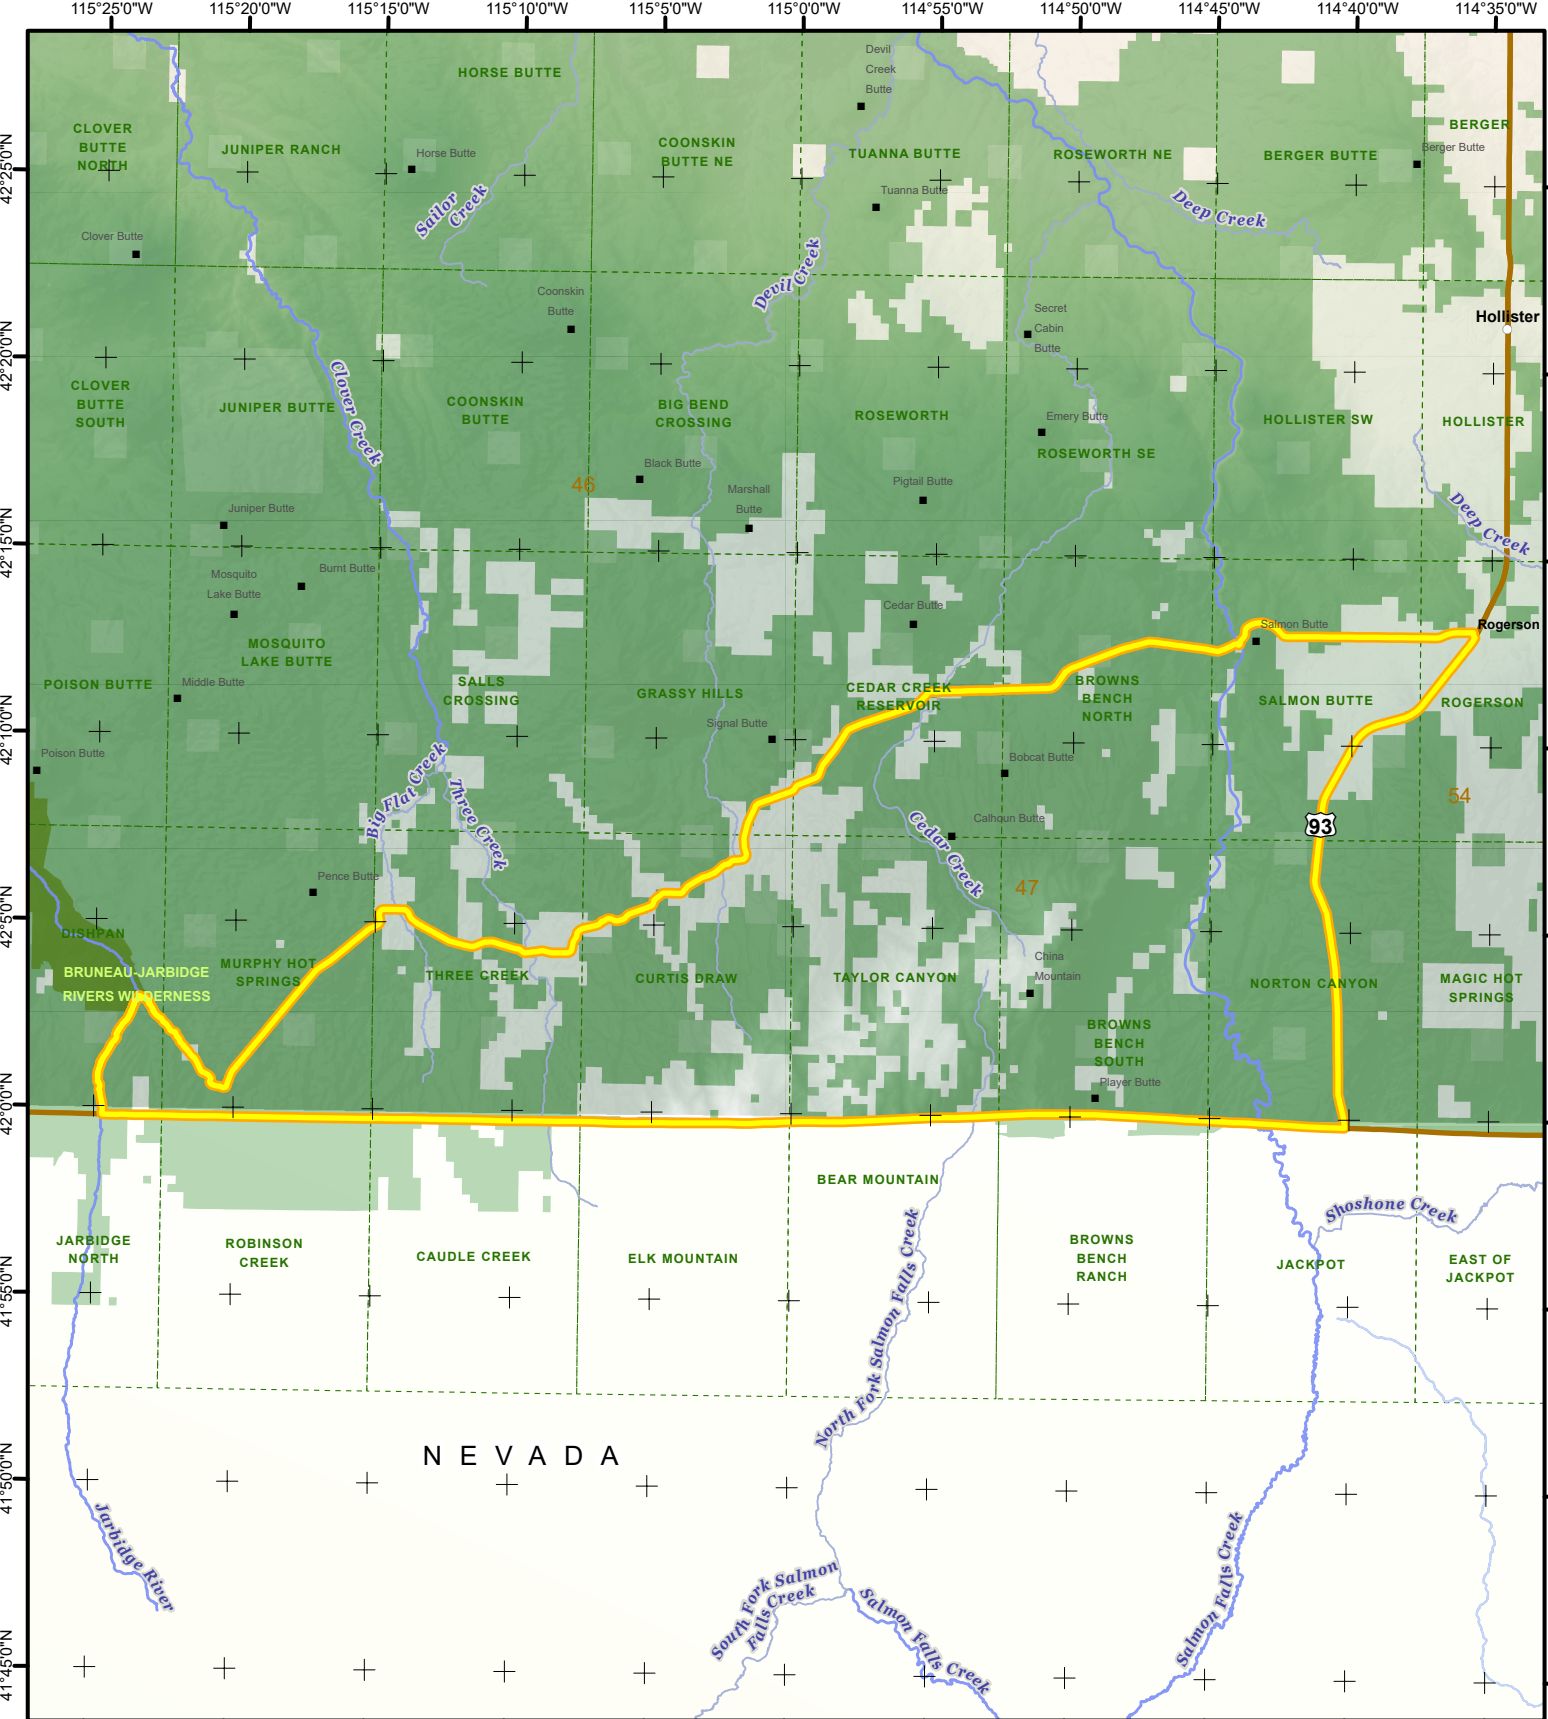 115°25'0"W
115°20'0"W
115°15'0"W
115°10'0"W
115°5'0"W
115°0'0"W
114°55'0"W
114°50'0"W
114°45'0"W
114°40'0"W
114°35'0"W
42°25'0"N
42°20'0"N
42°15'0"N
42°10'0"N
42°5'0"N
42°0'0"N
41°55'0"N
41°50'0"N
41°45'0"N
HORSE BUTTE
Devil
Creek
Butte
CLOVER
BUTTE
NORTH
JUNIPER RANCH
Horse Butte
COONSKIN
BUTTE NE
TUANNA BUTTE
Tuanna Butte
ROSEWORTH NE
BERGER BUTTE
BERGER
Berger Butte
Sailor
Creek
Deep Creek
Clover Butte
Devil Creek
Coonskin
Butte
Secret
Cabin
Butte
Hollister
CLOVER
BUTTE
SOUTH
JUNIPER BUTTE
Clover Creek
COONSKIN
BUTTE
BIG BEND
CROSSING
ROSEWORTH
Emery Butte
ROSEWORTH SE
HOLLISTER SW
HOLLISTER
46
Black Butte
Marshall
Butte
Pigtail Butte
Deep Creek
Juniper Butte
Burnt Butte
Mosquito
Lake Butte
Cedar Butte
Salmon Butte
Rogerson
MOSQUITO
LAKE BUTTE
POISON BUTTE
Middle Butte
SALLS
CROSSING
GRASSY HILLS
CEDAR CREEK
RESERVOIR
BROWNS
BENCH
NORTH
SALMON BUTTE
ROGERSON
Signal Butte
Poison Butte
Bobcat Butte
Big Flat Creek
Three Creek
54
93
Calhoun Butte
Cedar Creek
47
Pence Butte
DISHPAN
BRUNEAU-JARBIDGE
RIVERS WILDERNESS
MURPHY HOT
SPRINGS
THREE CREEK
CURTIS DRAW
TAYLOR CANYON
China
Mountain
NORTON CANYON
MAGIC HOT
SPRINGS
BROWNS
BENCH
SOUTH
Player Butte
BEAR MOUNTAIN
Shoshone Creek
JARBIDGE
NORTH
ROBINSON
CREEK
CAUDLE CREEK
ELK MOUNTAIN
North Fork Salmon Falls Creek
BROWNS
BENCH
RANCH
JACKPOT
EAST OF
JACKPOT
NEVADA
Jarbidge River
South Fork Salmon
Falls Creek
Salmon Falls Creek
Salmon Falls Creek